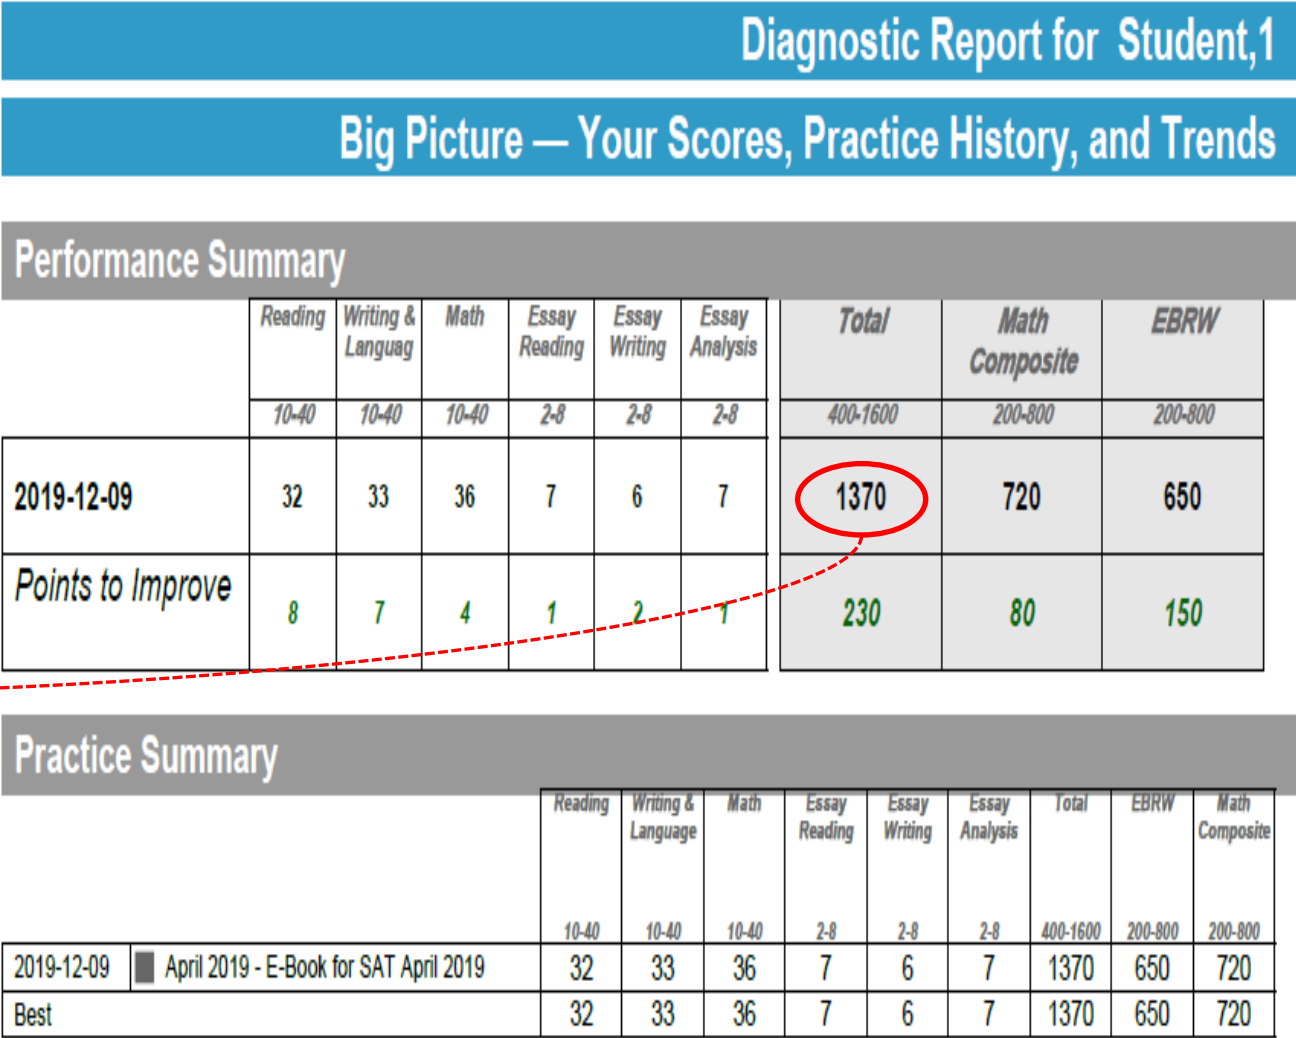 Diagnostic Report for Student,1
Big Picture — Your Scores, Practice History, and Trends
Performance Summary
Reading Writing & Languag Math Essay Reading Essay Writing Essay Analysis Total Math Composite EBRW
10-40 10-40 10-40 2-8 2-8 2-8 400-1600 200-800 200-800
2019-12-09 32 33 36 7 6 7 1370 720 650
Points to Improve 8 7 4 1 2 1 230 80 150
Practice Summary
Reading Writing & Language Math Essay Reading Essay Writing Essay Analysis Total EBRW Math Composite
10-40 10-40 10-40 2-8 2-8 2-8 400-1600 200-800 200-800
2019-12-09 April 2019 - E-Book for SAT April 2019 32 33 36 7 6 7 1370 650 720
Best 32 33 36 7 6 7 1370 650 720